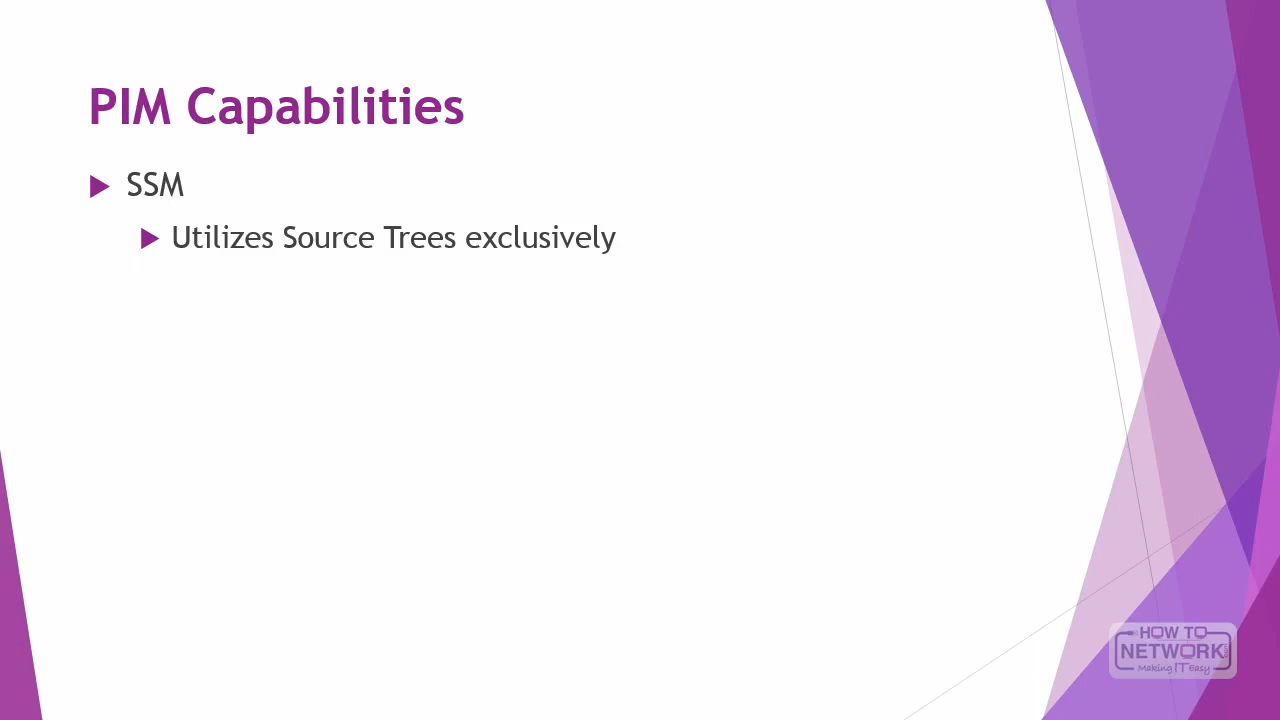 PIM Capabilities
SSM
Utilizes Source Trees exclusively
HOW TO
NETWORK
Making IT Easy